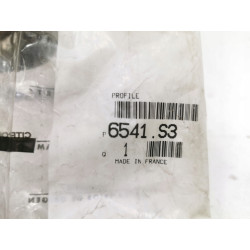 PROFILE
P 6541.S3
Q 1
MADE IN FRANCE